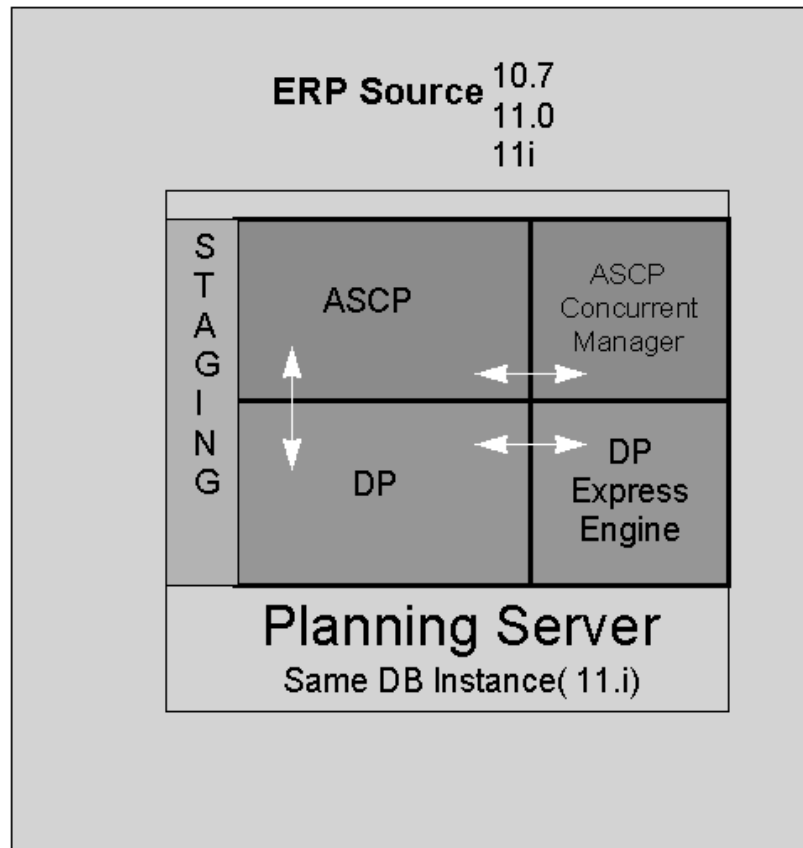 ERP Source 10.7
11.0
11i
STAGING
ASCP
ASCP
Concurrent
Manager
DP
DP
Express
Engine
Planning Server
Same DB Instance( 11.i)